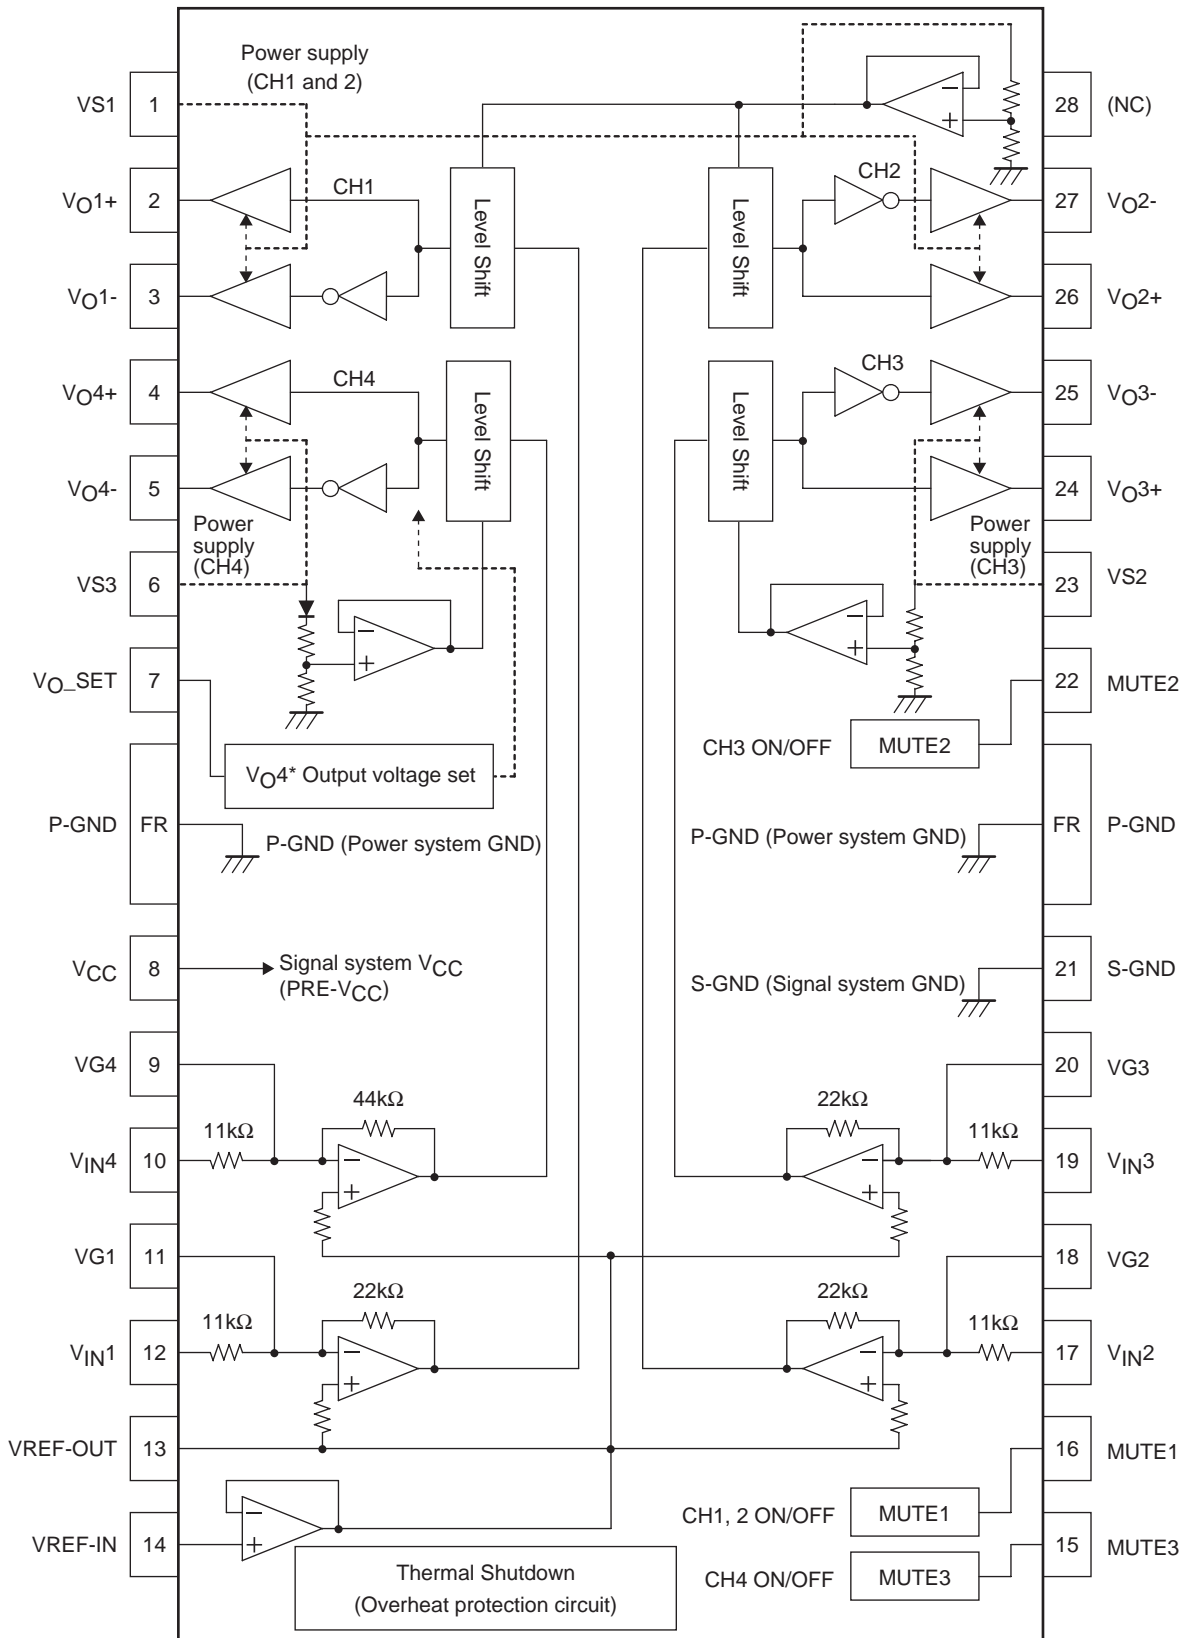 Power supply
(CH1 and 2)
VS1 1
28 (NC)
VO1+ 2
CH1
Level Shift
Level Shift
CH2
27 VO2-
VO1- 3
26 VO2+
VO4+ 4
CH4
Level Shift
Level Shift
CH3
25 VO3-
VO4- 5
24 VO3+
Power
supply
(CH4)
Power
supply
(CH3)
VS3 6
23 VS2
VO_SET 7
22 MUTE2
CH3 ON/OFF MUTE2
VO4* Output voltage set
P-GND FR
P-GND (Power system GND)
P-GND (Power system GND)
FR P-GND
VCC 8
Signal system VCC
(PRE-VCC)
S-GND (Signal system GND)
21 S-GND
VG4 9
20 VG3
44kΩ
22kΩ
11kΩ
11kΩ
VIN4 10
19 VIN3
VG1 11
18 VG2
22kΩ
22kΩ
11kΩ
11kΩ
VIN1 12
17 VIN2
VREF-OUT 13
16 MUTE1
CH1, 2 ON/OFF MUTE1
VREF-IN 14
15 MUTE3
CH4 ON/OFF MUTE3
Thermal Shutdown
(Overheat protection circuit)